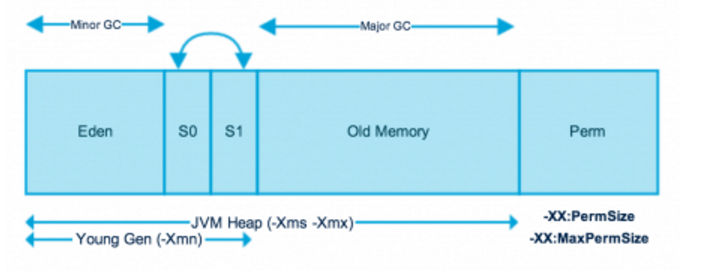 Minor GC
Major GC
Eden
S0
S1
Old Memory
Perm
JVM Heap (-Xms -Xmx)
-XX:PermSize
Young Gen (-Xmn)
-XX:MaxPermSize